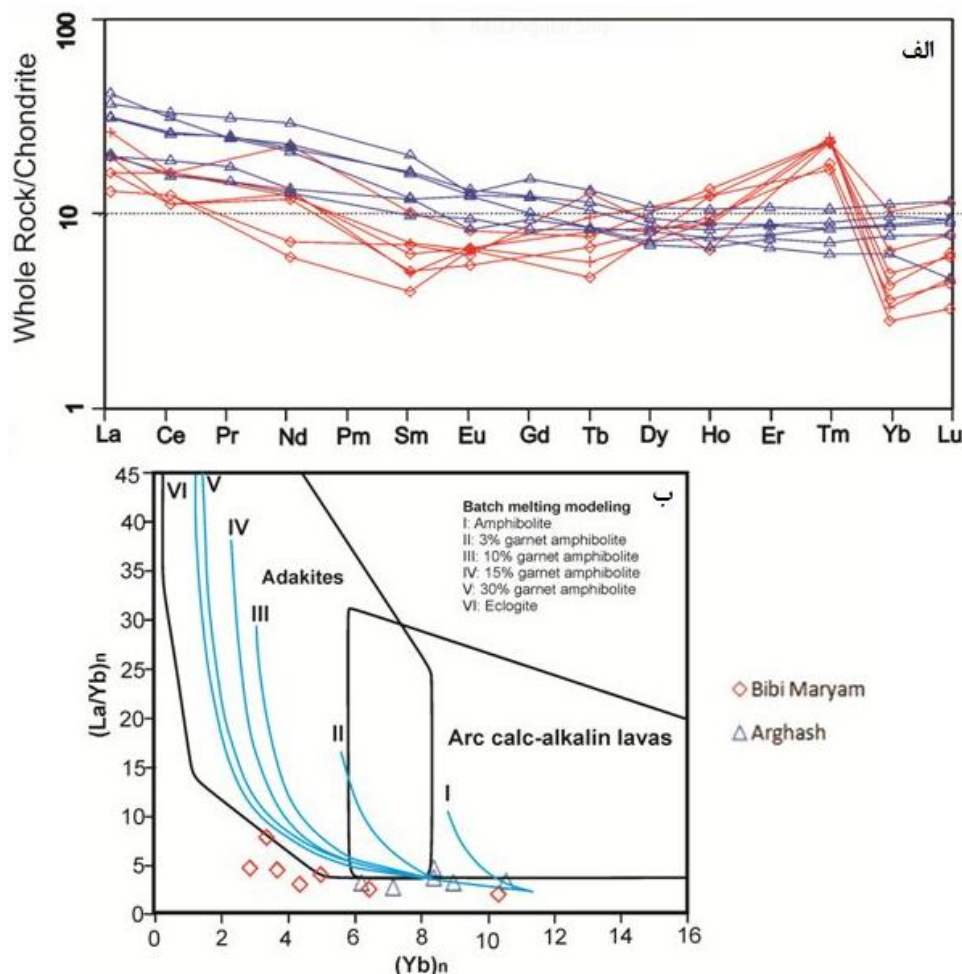 100
الف
10
1
Whole Rock/Chondrite
La Ce Pr Nd Pm Sm Eu Gd Tb Dy Ho Er Tm Yb Lu
45
40
35
30
25
20
15
10
5
0
(La/Yb)n
VI V
IV
III
II
I
Adakites
Arc calc-alkalin lavas
ب
Batch melting modeling
I: Amphibolite
II: 3% garnet amphibolite
III: 10% garnet amphibolite
IV: 15% garnet amphibolite
V: 30% garnet amphibolite
VI: Eclogite
0 2 4 6 8 10 12 14 16
(Yb)n
Bibi Maryam
Arghash